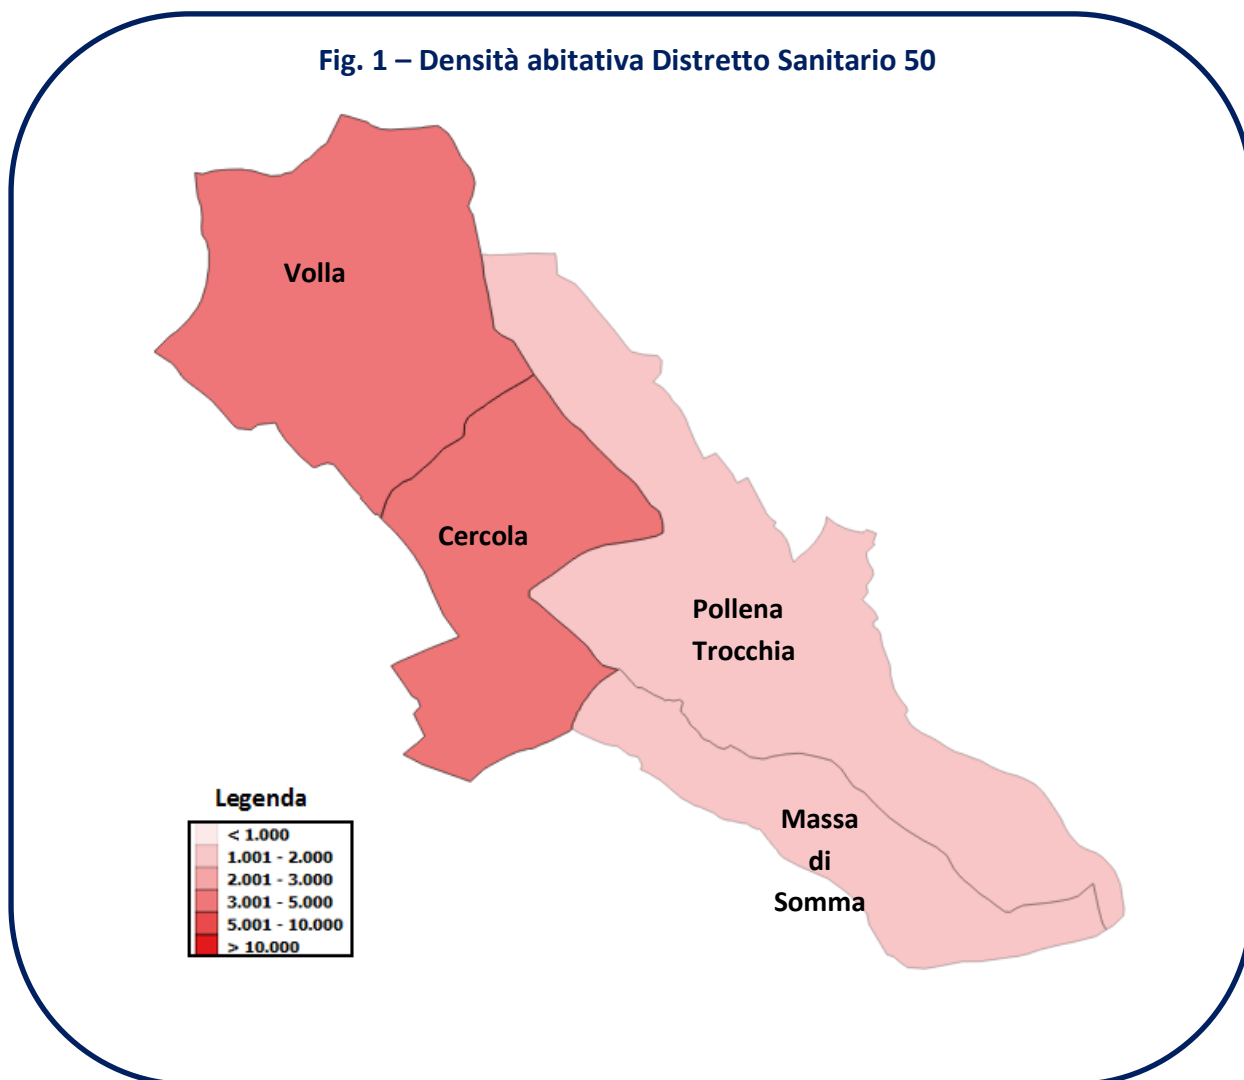 Fig. 1 – Densità abitativa Distretto Sanitario 50
Volla
Cercola
Pollena
Trocchia
Massa
di
Somma
Legenda
< 1.000
1.001 - 2.000
2.001 - 3.000
3.001 - 5.000
5.001 - 10.000
> 10.000